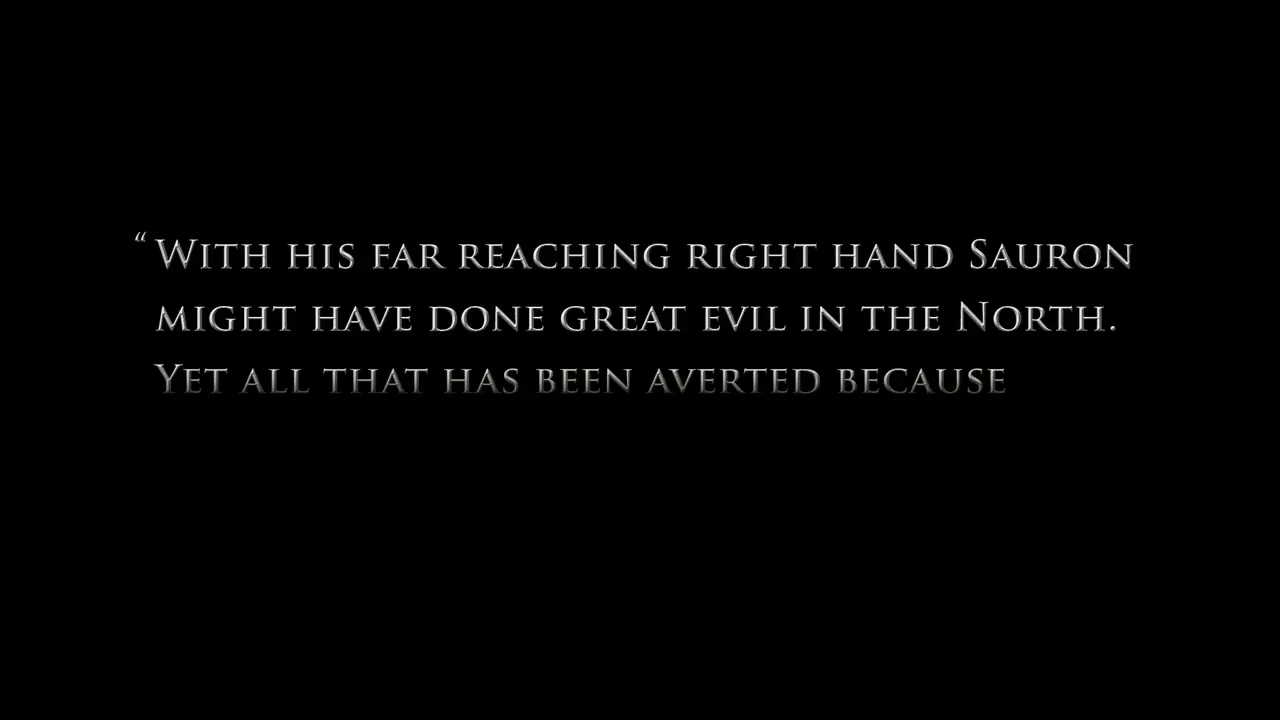 “With his far reaching right hand Sauron
might have done great evil in the North.
Yet all that has been averted because